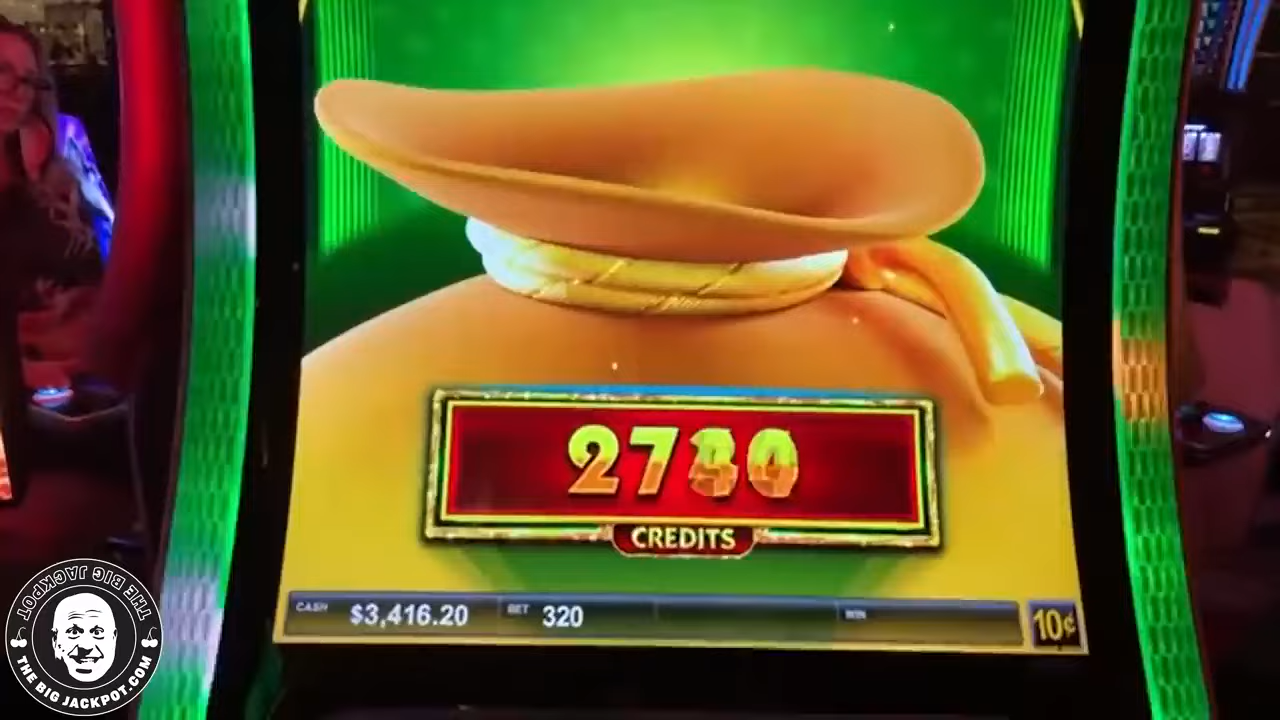 CREDITS
CASH $3,416.20 BET 320 WIN 10¢
THE BIG JACKPOT
THE BIG JACKPOT.COM